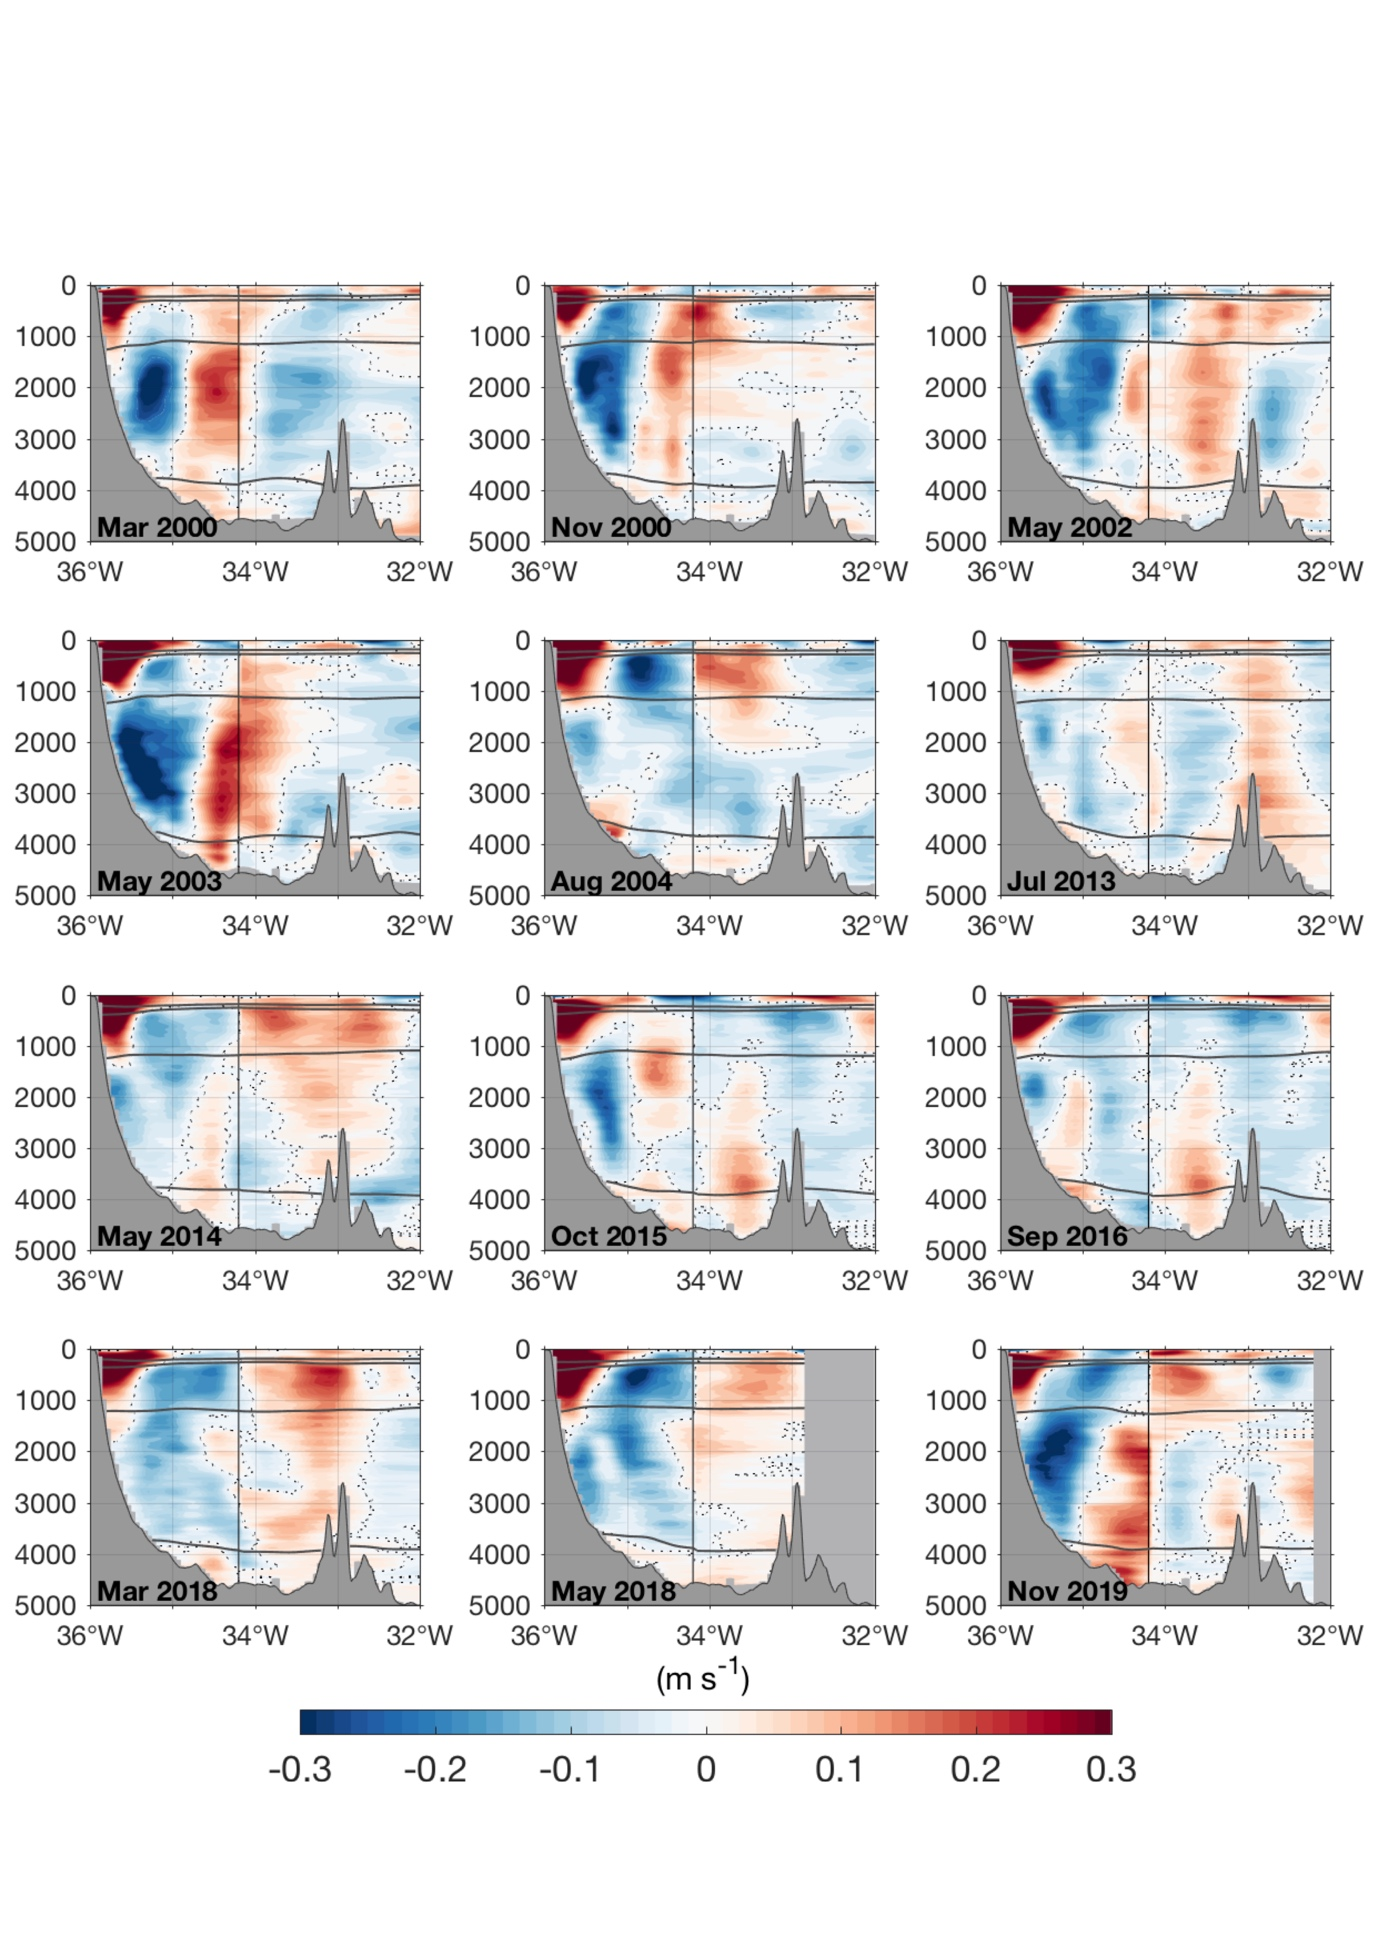 0 0 0
1000 1000 1000
2000 2000 2000
3000 3000 3000
4000 4000 4000
Mar 2000 Nov 2000 May 2002
5000 5000 5000
36°W 34°W 32°W 36°W 34°W 32°W 36°W 34°W 32°W
0 0 0
1000 1000 1000
2000 2000 2000
3000 3000 3000
4000 4000 4000
May 2003 Aug 2004 Jul 2013
5000 5000 5000
36°W 34°W 32°W 36°W 34°W 32°W 36°W 34°W 32°W
0 0 0
1000 1000 1000
2000 2000 2000
3000 3000 3000
4000 4000 4000
May 2014 Oct 2015 Sep 2016
5000 5000 5000
36°W 34°W 32°W 36°W 34°W 32°W 36°W 34°W 32°W
0 0 0
1000 1000 1000
2000 2000 2000
3000 3000 3000
4000 4000 4000
Mar 2018 May 2018 Nov 2019
5000 5000 5000
36°W 34°W 32°W 36°W 34°W 32°W 36°W 34°W 32°W
(m s⁻¹)
-0.3 -0.2 -0.1 0 0.1 0.2 0.3